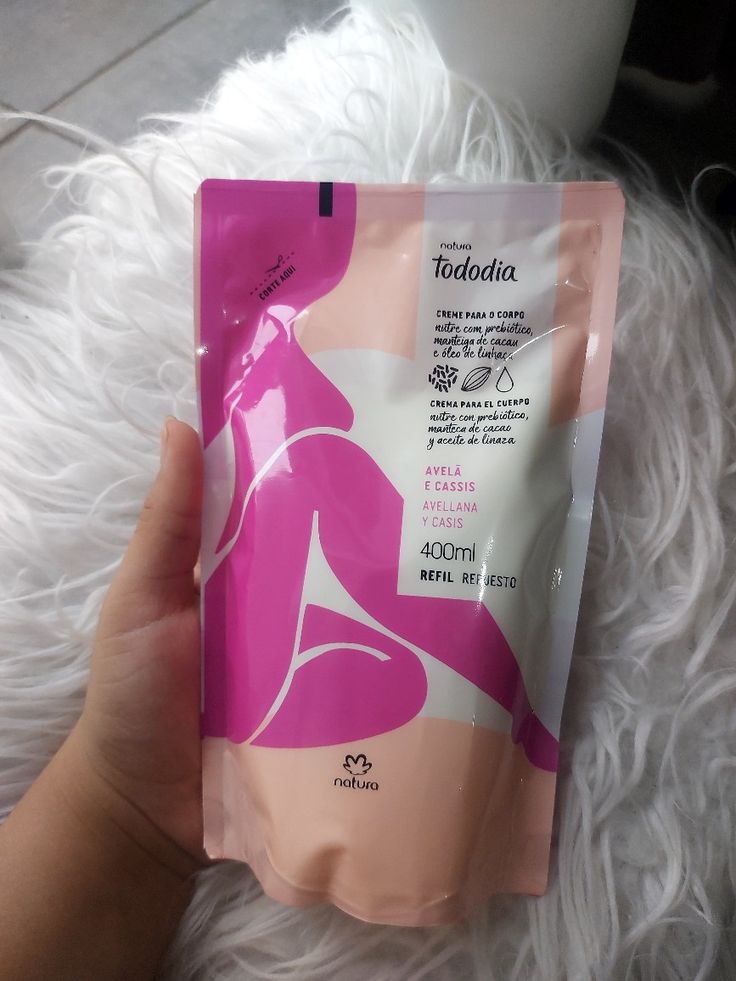 CORTE AQUI
natura
Tododia
CREME PARA O CORPO
nutre com prebiótico,
manteiga de cacau
e óleo de linhaça
CREMA PARA EL CUERPO
nutre con prebiótico,
manteca de cacao
y aceite de linaza
AVELÃ
E CASSIS
AVELLANA
Y CASIS
400ml
REFIL REPUESTO
natura